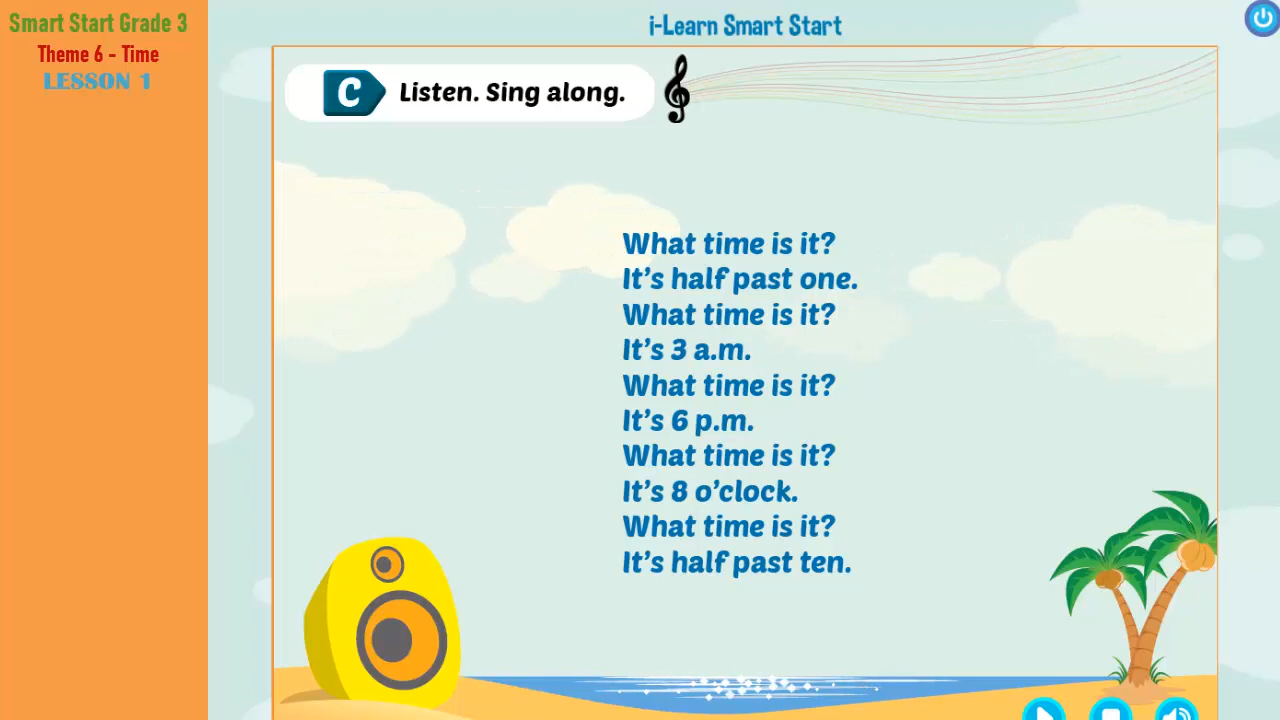 Smart Start Grade 3
Theme 6 - Time
LESSON 1
i-Learn Smart Start
C Listen. Sing along.
What time is it?
It's half past one.
What time is it?
It's 3 a.m.
What time is it?
It's 6 p.m.
What time is it?
It's 8 o'clock.
What time is it?
It's half past ten.